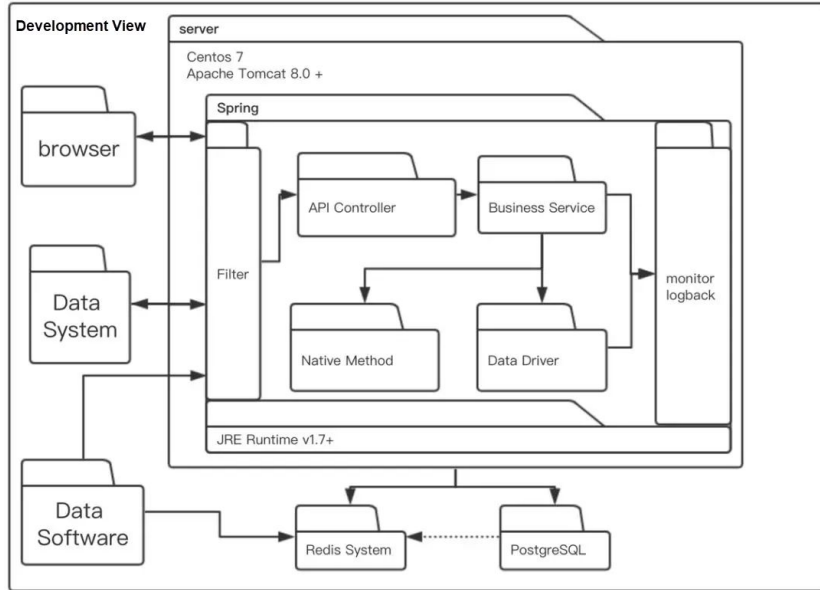 Development View
server
Centos 7
Apache Tomcat 8.0 +
Spring
browser
API Controller
Business Service
Filter
monitor
logback
Data
System
Native Method
Data Driver
JRE Runtime v1.7+
Data
Software
Redis System
PostgreSQL